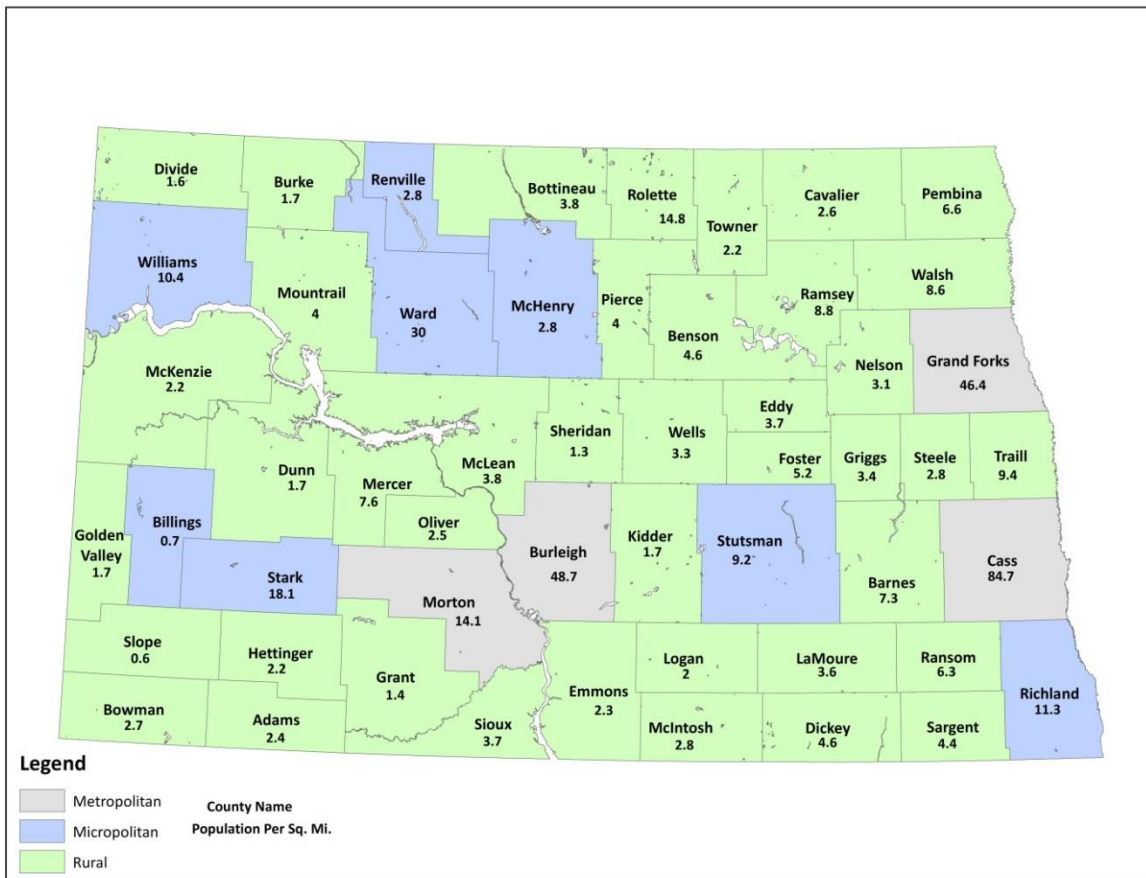 Divide
1.6
Burke
1.7
Renville
2.8
Bottineau
3.8
Rolette
14.8
Towner
2.2
Cavalier
2.6
Pembina
6.6
Williams
10.4
Mountrail
4
Ward
30
McHenry
2.8
Pierce
4
Benson
4.6
Ramsey
8.8
Walsh
8.6
McKenzie
2.2
Nelson
3.1
Grand Forks
46.4
Dunn
1.7
Mercer
7.6
McLean
3.8
Sheridan
1.3
Wells
3.3
Eddy
3.7
Foster
5.2
Griggs
3.4
Steele
2.8
Traill
9.4
Golden
Valley
1.7
Billings
0.7
Stark
18.1
Oliver
2.5
Morton
14.1
Burleigh
48.7
Kidder
1.7
Stutsman
9.2
Barnes
7.3
Cass
84.7
Slope
0.6
Hettinger
2.2
Grant
1.4
Emmons
2.3
Logan
2
LaMoure
3.6
Ransom
6.3
Richland
11.3
Bowman
2.7
Adams
2.4
Sioux
3.7
McIntosh
2.8
Dickey
4.6
Sargent
4.4
Legend
Metropolitan
Micropolitan
Rural
County Name
Population Per Sq. Mi.